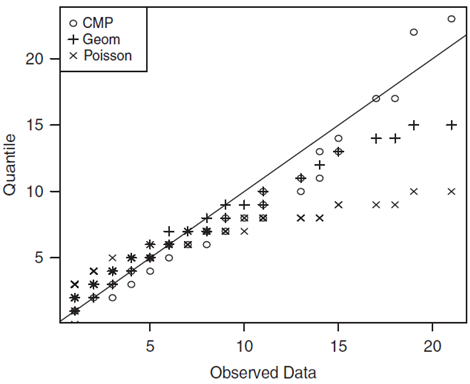 CMP
Geom
Poisson
20
15
10
5
Quantile
5 10 15 20
Observed Data